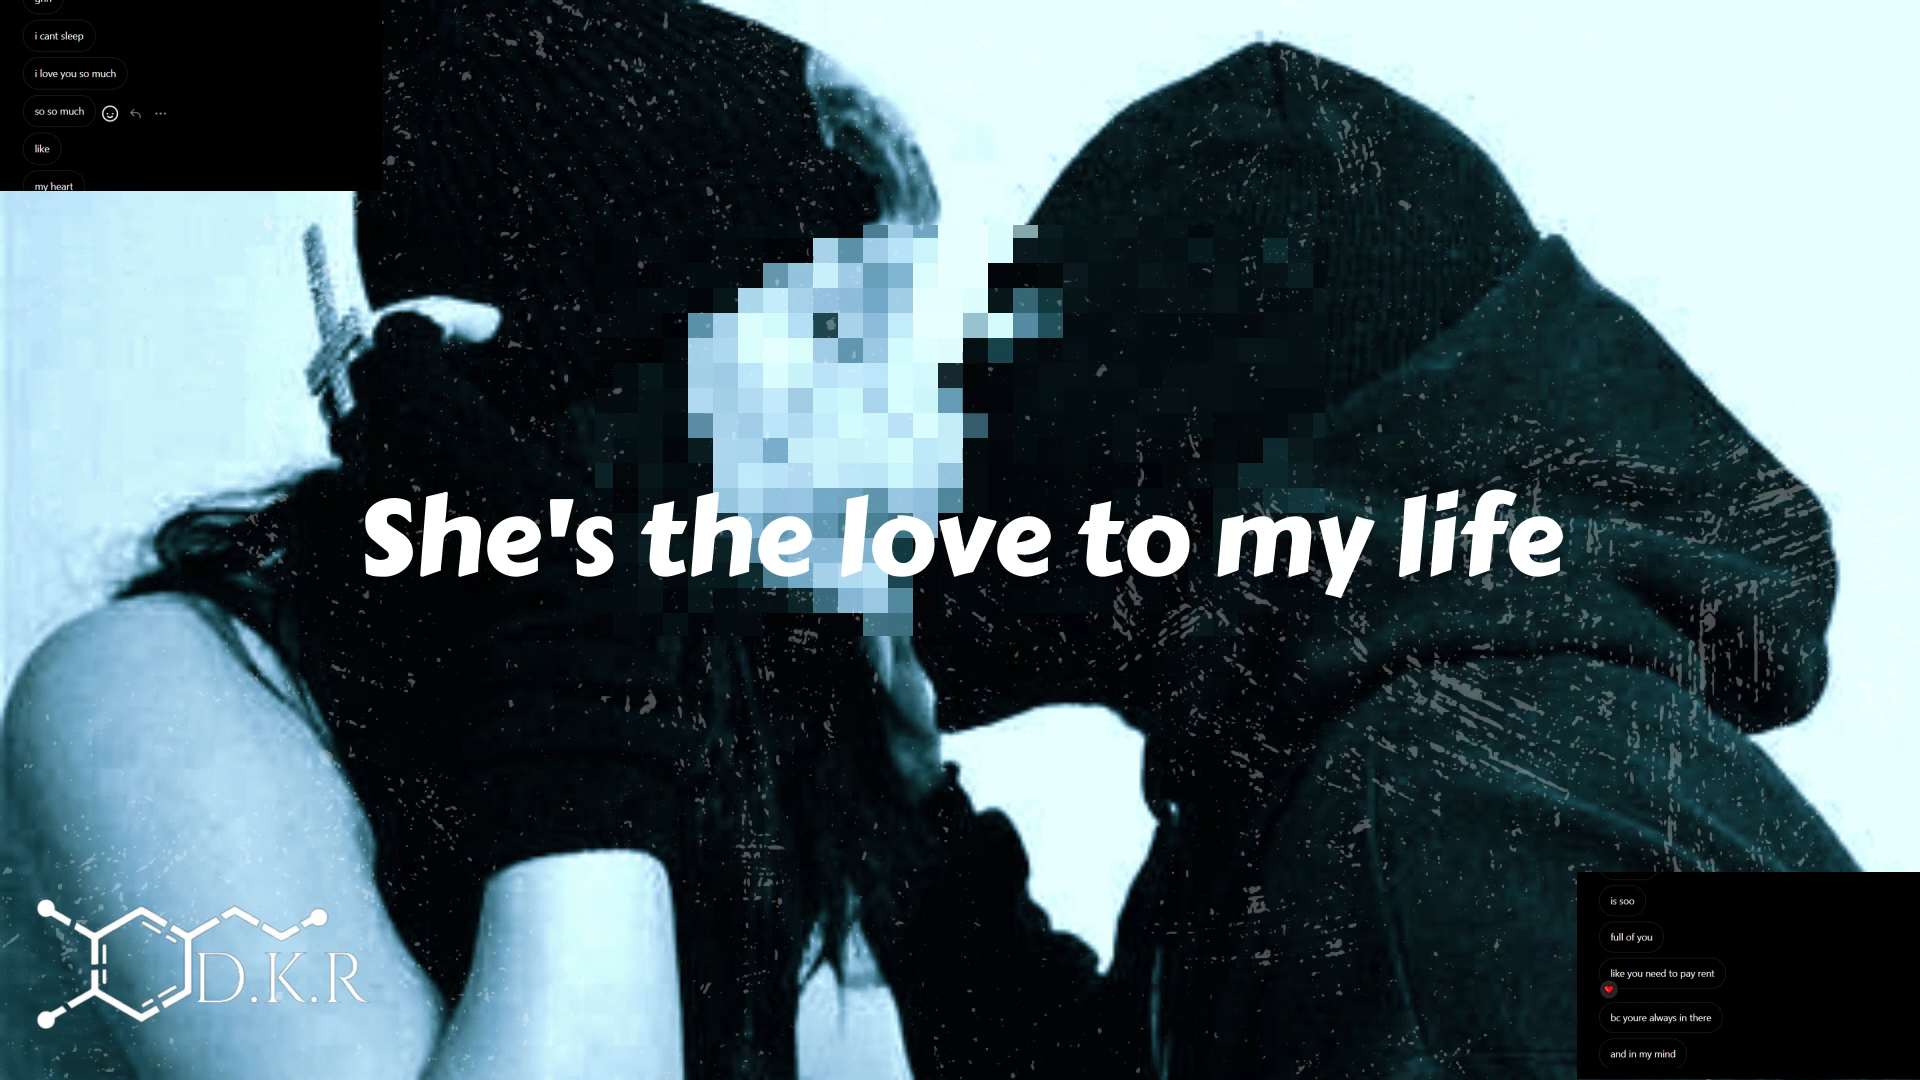 i cant sleep
i love you so much
so so much
like
my heart
She's the love to my life
D.K.R
is soo
full of you
like you need to pay rent
bc youre always in there
and in my mind